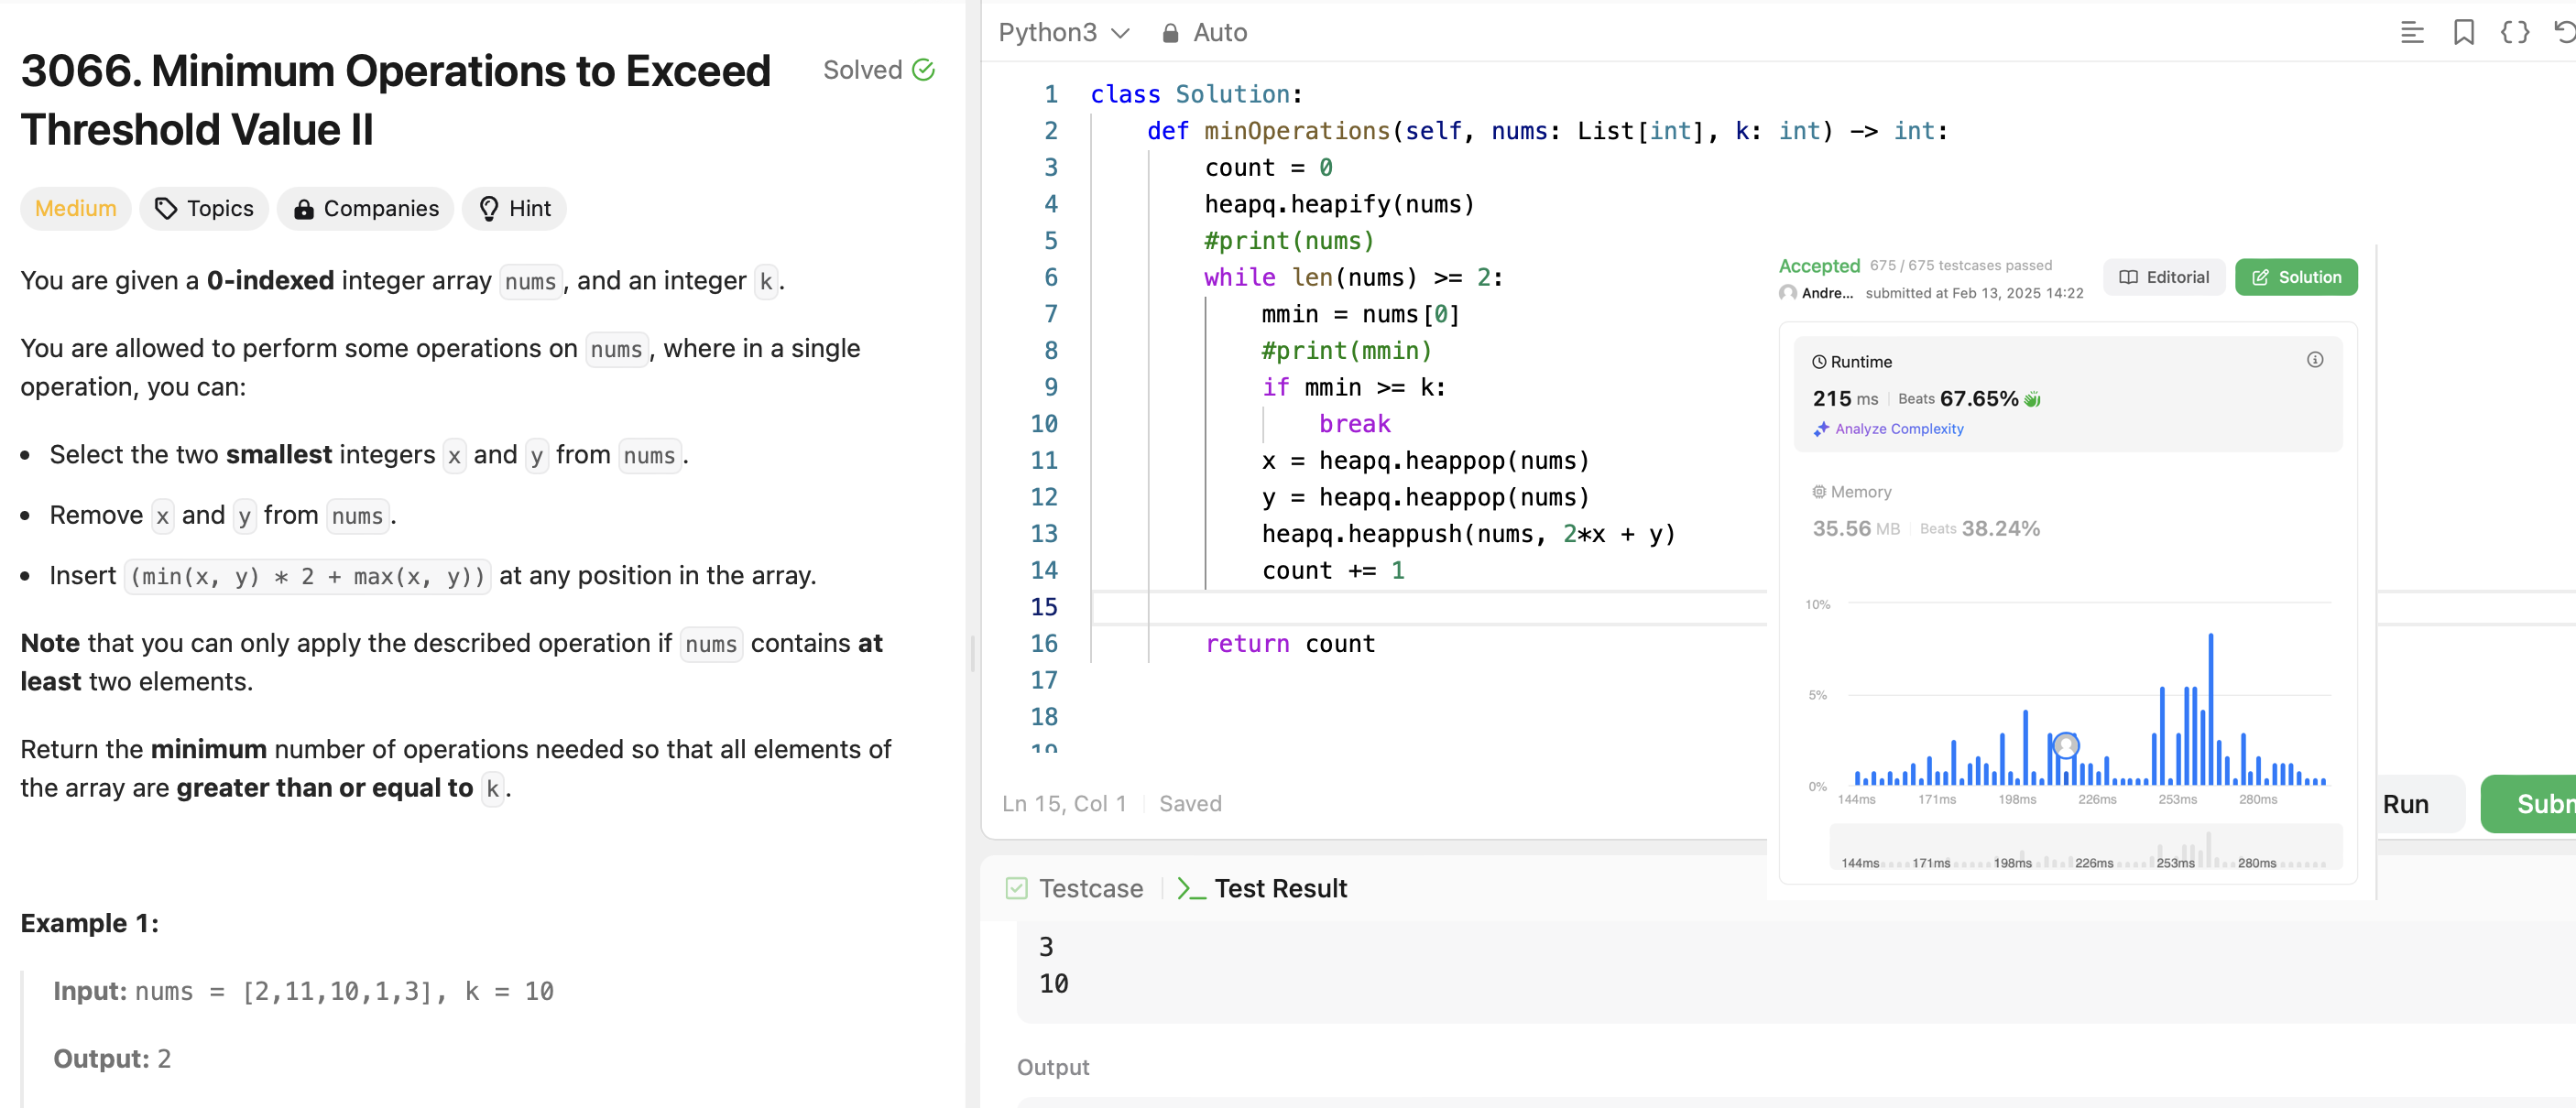 3066. Minimum Operations to Exceed
Threshold Value II
Solved
Medium
Topics
Companies
Hint
You are given a 0-indexed integer array nums, and an integer k.
You are allowed to perform some operations on nums, where in a single
operation, you can:
• Select the two smallest integers x and y from nums.
• Remove x and y from nums.
• Insert (min(x, y) * 2 + max(x, y)) at any position in the array.
Note that you can only apply the described operation if nums contains at
least two elements.
Return the minimum number of operations needed so that all elements of
the array are greater than or equal to k.
Example 1:
Input: nums = [2,11,10,1,3], k = 10
Output: 2
Python3
Auto
1 class Solution:
2     def minOperations(self, nums: List[int], k: int) -> int:
3         count = 0
4         heapq.heapify(nums)
5         #print(nums)
6         while len(nums) >= 2:
7             mmin = nums[0]
8             #print(mmin)
9             if mmin >= k:
10                 break
11             x = heapq.heappop(nums)
12             y = heapq.heappop(nums)
13             heapq.heappush(nums, 2*x + y)
14             count += 1
15
16         return count
17
18
19
Ln 15, Col 1
Saved
Accepted 675 / 675 testcases passed
Andre... submitted at Feb 13, 2025 14:22
Editorial
Solution
Runtime
215 ms Beats 67.65%
Analyze Complexity
Memory
35.56 MB Beats 38.24%
10%
5%
0%
144ms 171ms 198ms 226ms 253ms 280ms
144ms 171ms 198ms 226ms 253ms 280ms
Run
Subm
Testcase
>_ Test Result
3
10
Output